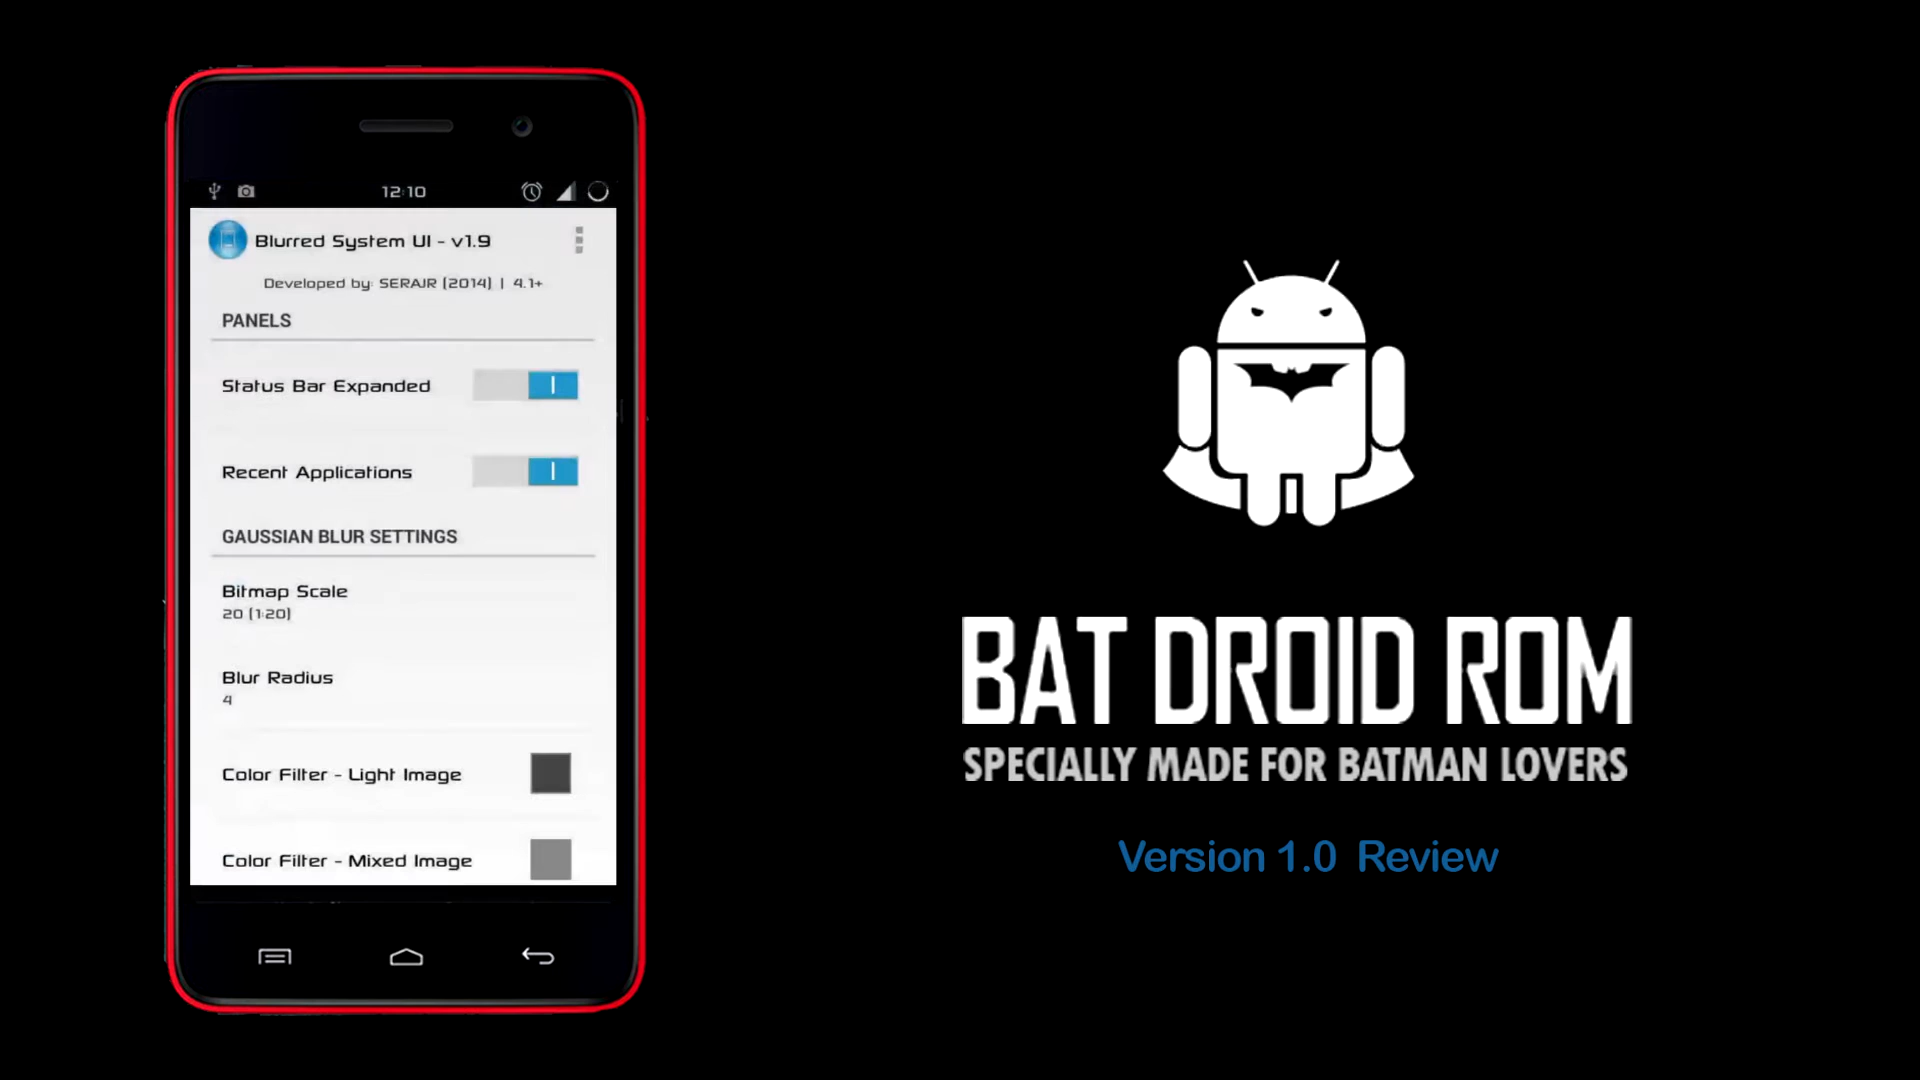 12:10
Blurred System UI - v1.9
Developed by: SERAJR (2014) | 4.1+
PANELS
Status Bar Expanded
Recent Applications
GAUSSIAN BLUR SETTINGS
Bitmap Scale
20 (1:20)
Blur Radius
4
Color Filter - Light Image
Color Filter - Mixed Image
BAT DROID ROM
SPECIALLY MADE FOR BATMAN LOVERS
Version 1.0 Review